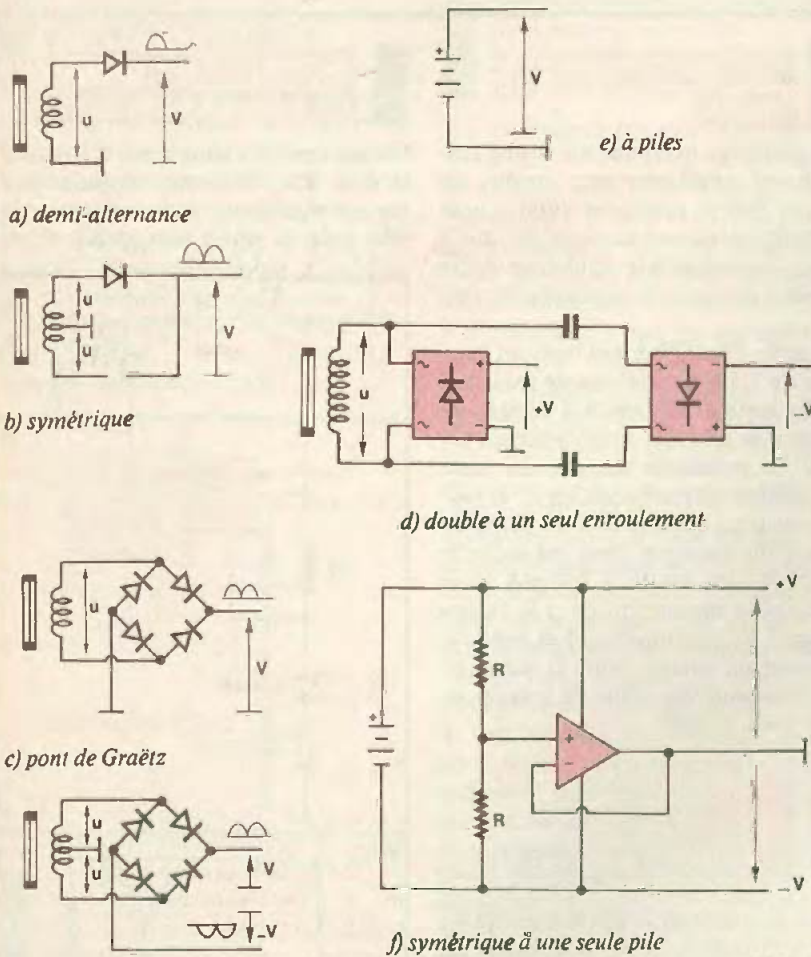 u
V
a) demi-alternance
u
u
V
b) symétrique
u
V
c) pont de Graëtz
u
u
V
–V
+
V
e) à piles
u
~
~
+
–
+V
~
~
–
+
–V
d) double à un seul enroulement
+
R
R
+
–
+V
–V
f) symétrique à une seule pile